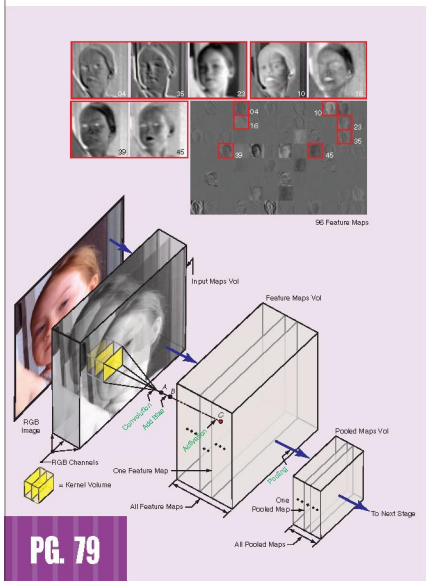 04
35
23
10
16
39
45
04
16
10
23
35
39
45
96 Feature Maps
Input Maps Vol
Feature Maps Vol
A
B
C
Convolution
Add Bias
Activation
RGB
Image
RGB Channels
One Feature Map
All Feature Maps
= Kernel Volume
Pooled Maps Vol
Pooling
One
Pooled Map
To Next Stage
All Pooled Maps
PG. 79